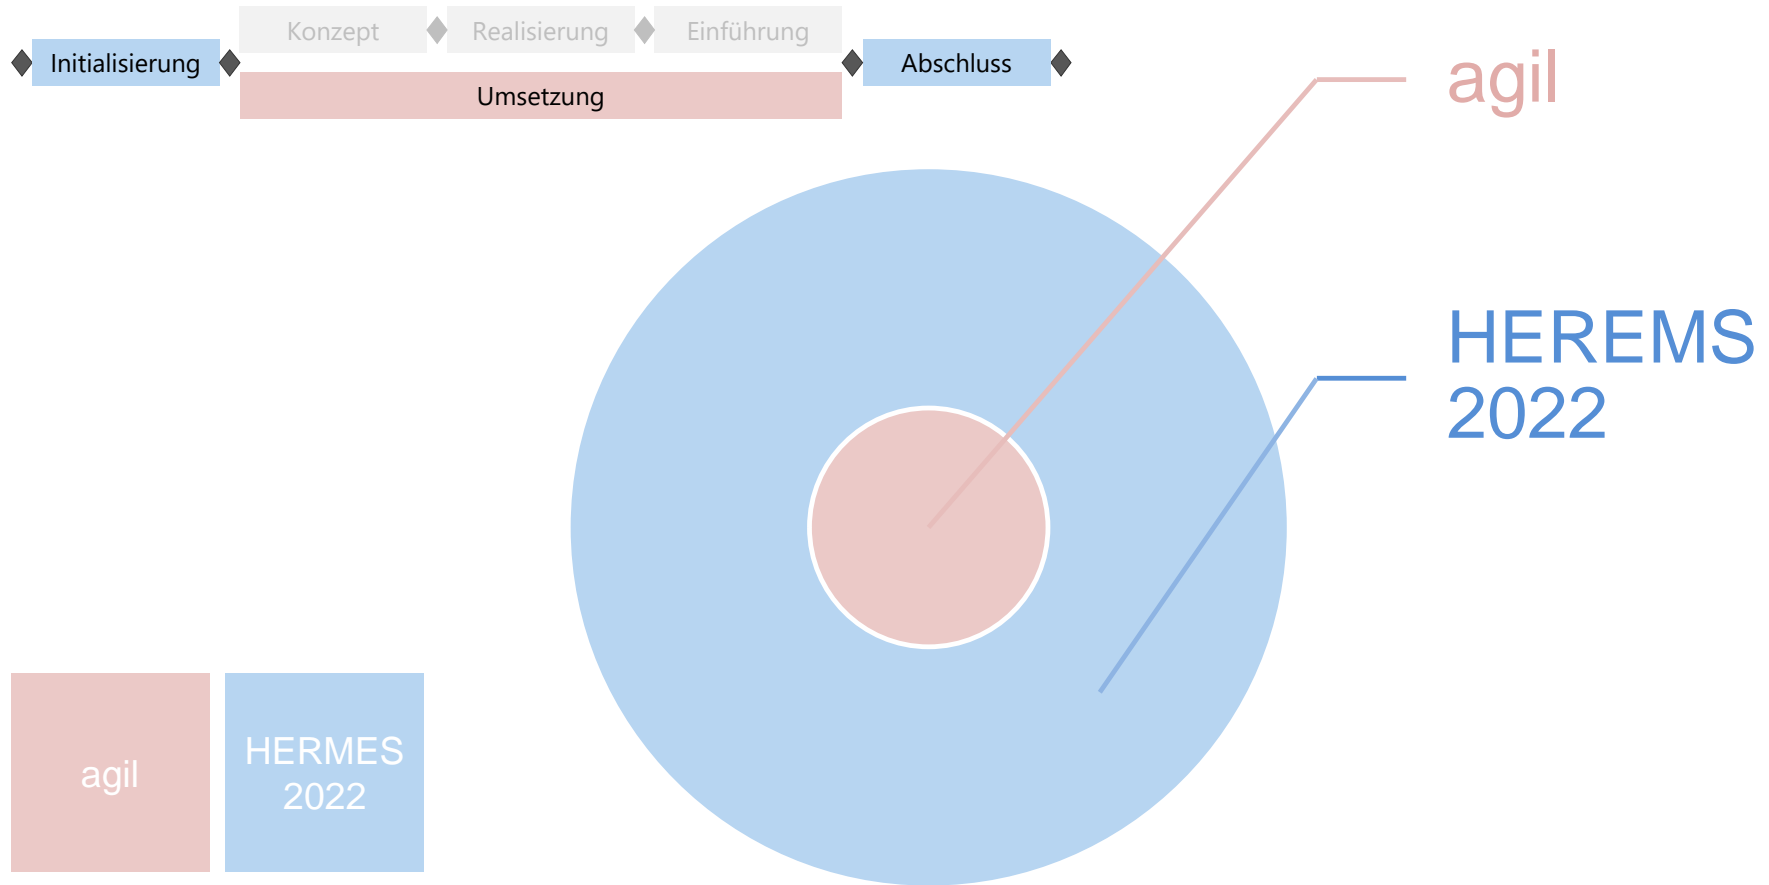 Konzept
Realisierung
Einführung
Initialisierung
Abschluss
Umsetzung
agil
HEREMS
2022
agil
HERMES
2022